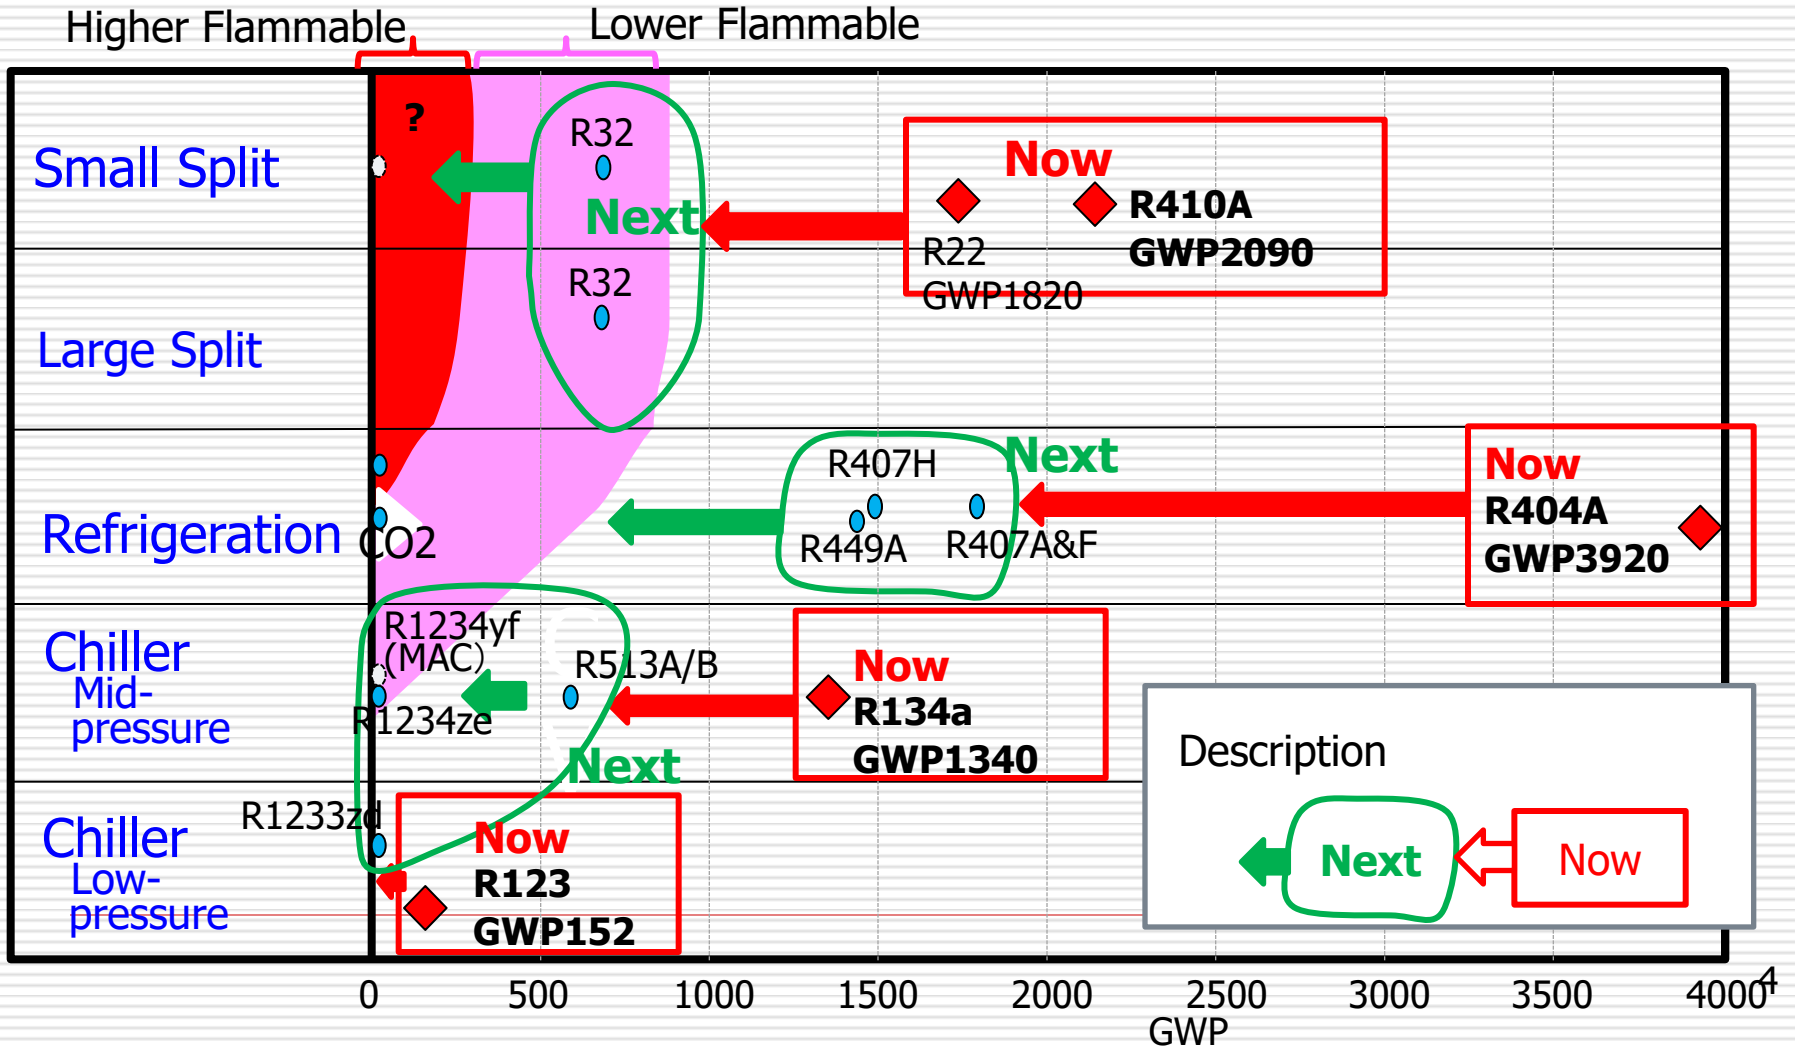 Higher Flammable
Lower Flammable
?
Small Split
R32
Next
Now
R410A
GWP2090
R22
GWP1820
R32
Large Split
Refrigeration
CO2
R407H
R449A
R407A&F
Next
Now
R404A
GWP3920
Chiller
Mid-
pressure
R1234yf
(MAC)
R1234ze
R513A/B
Next
Now
R134a
GWP1340
Chiller
Low-
pressure
R1233zd
Now
R123
GWP152
Description
Next
Now
0 500 1000 1500 2000 2500 3000 3500 4000
GWP
4